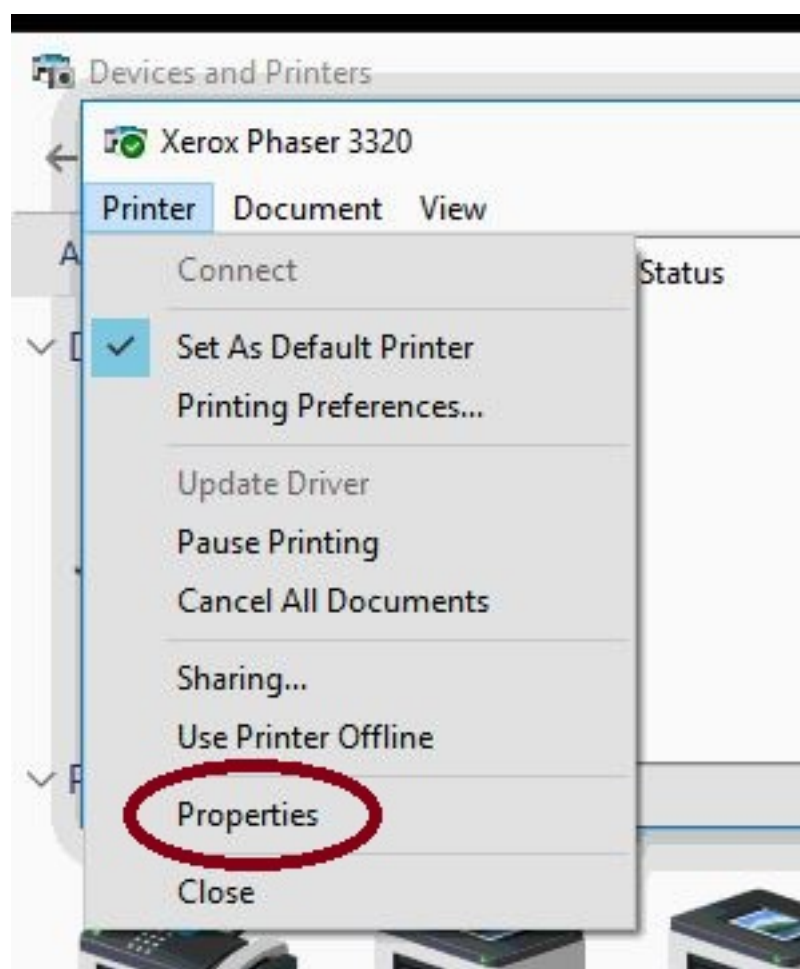 Devices and Printers
Xerox Phaser 3320
Printer Document View
Connect
Status
Set As Default Printer
Printing Preferences...
Update Driver
Pause Printing
Cancel All Documents
Sharing...
Use Printer Offline
Properties
Close